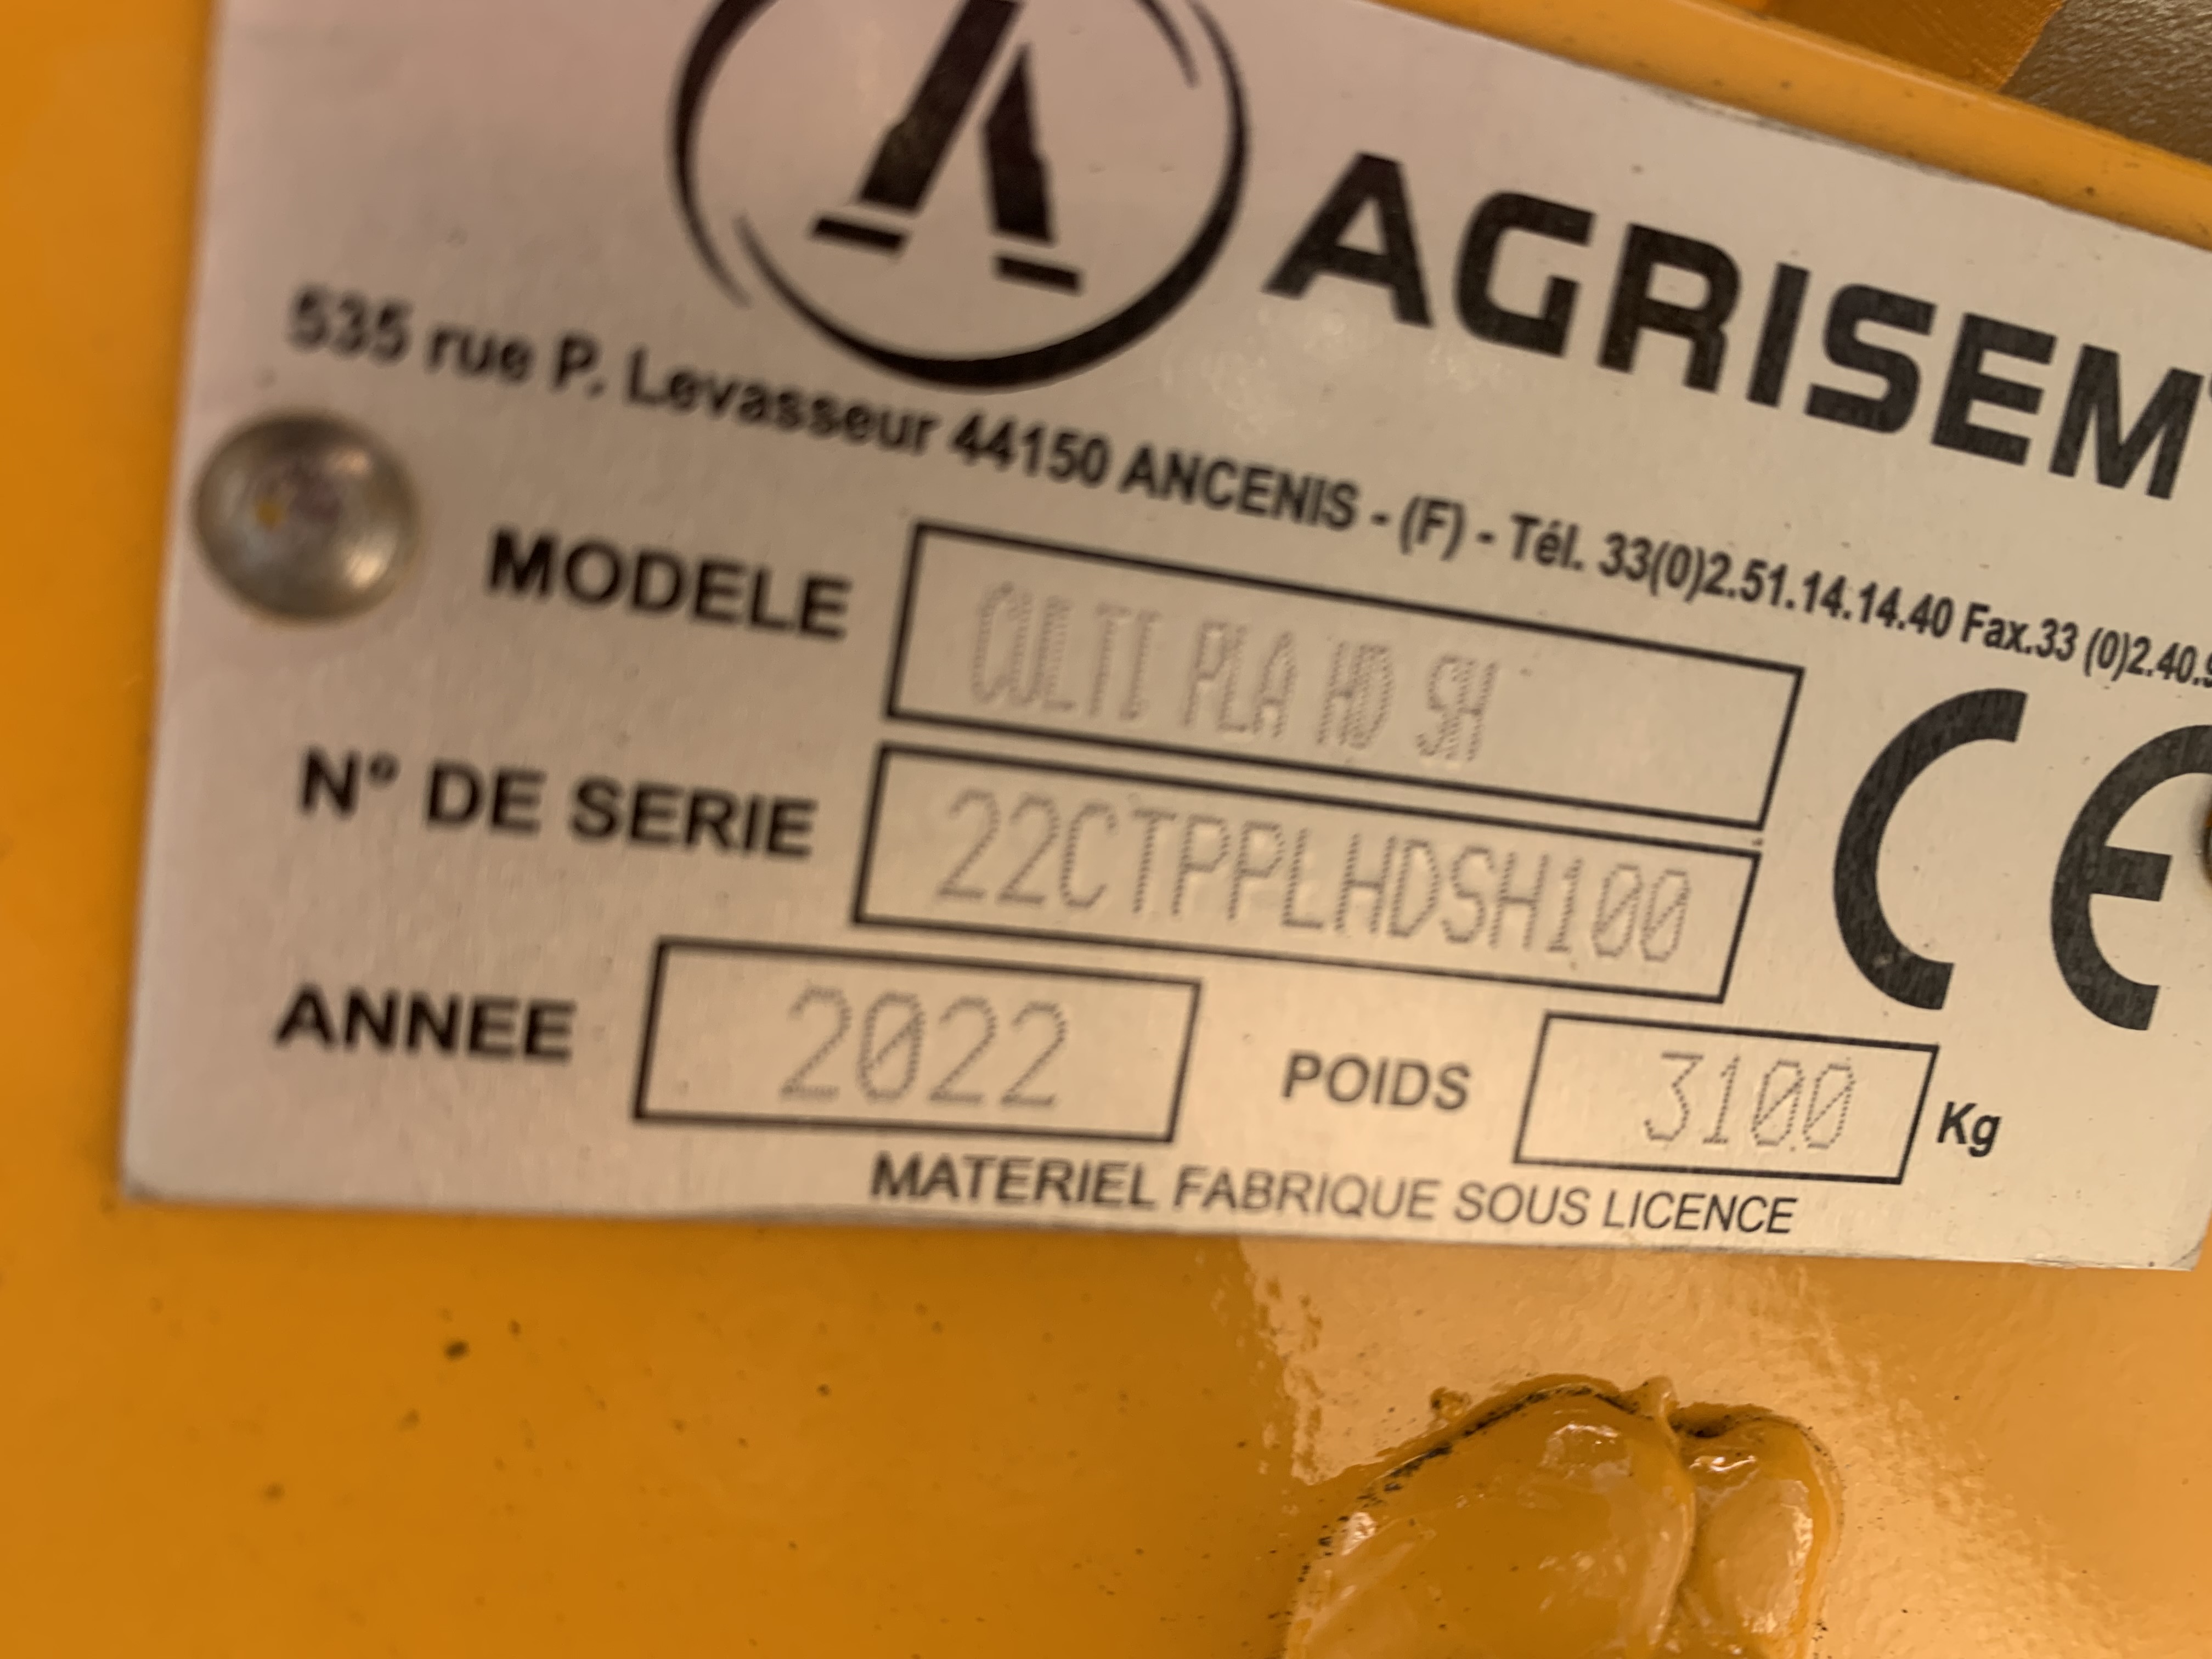 AGRISEM
535 rue P. Levasseur 44150 ANCENIS - (F) - Tél. 33(0)2.51.14.14.40 Fax.33 (0)2.40.9
MODELE CULTI PLA HD SH
N° DE SERIE 22CTPPLHDSH100
CE
ANNEE 2022 POIDS 3100 Kg
MATERIEL FABRIQUE SOUS LICENCE